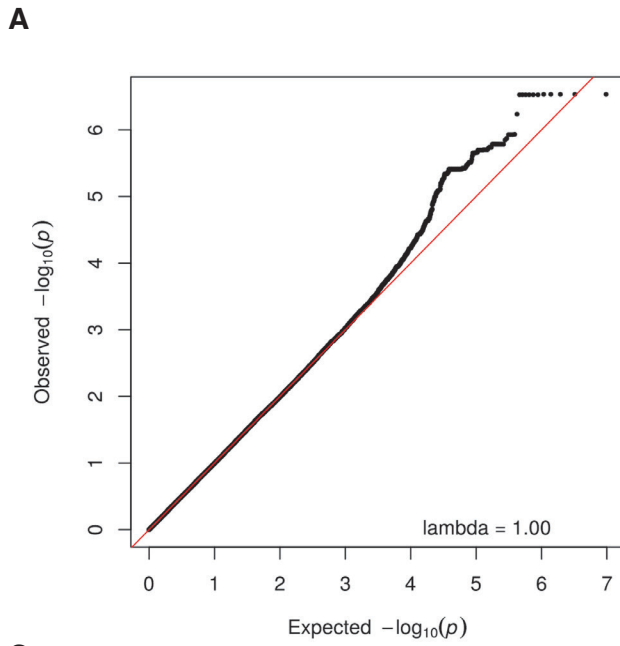 A
Observed −log₁₀(p)
6
5
4
3
2
1
0
lambda = 1.00
0 1 2 3 4 5 6 7
Expected −log₁₀(p)